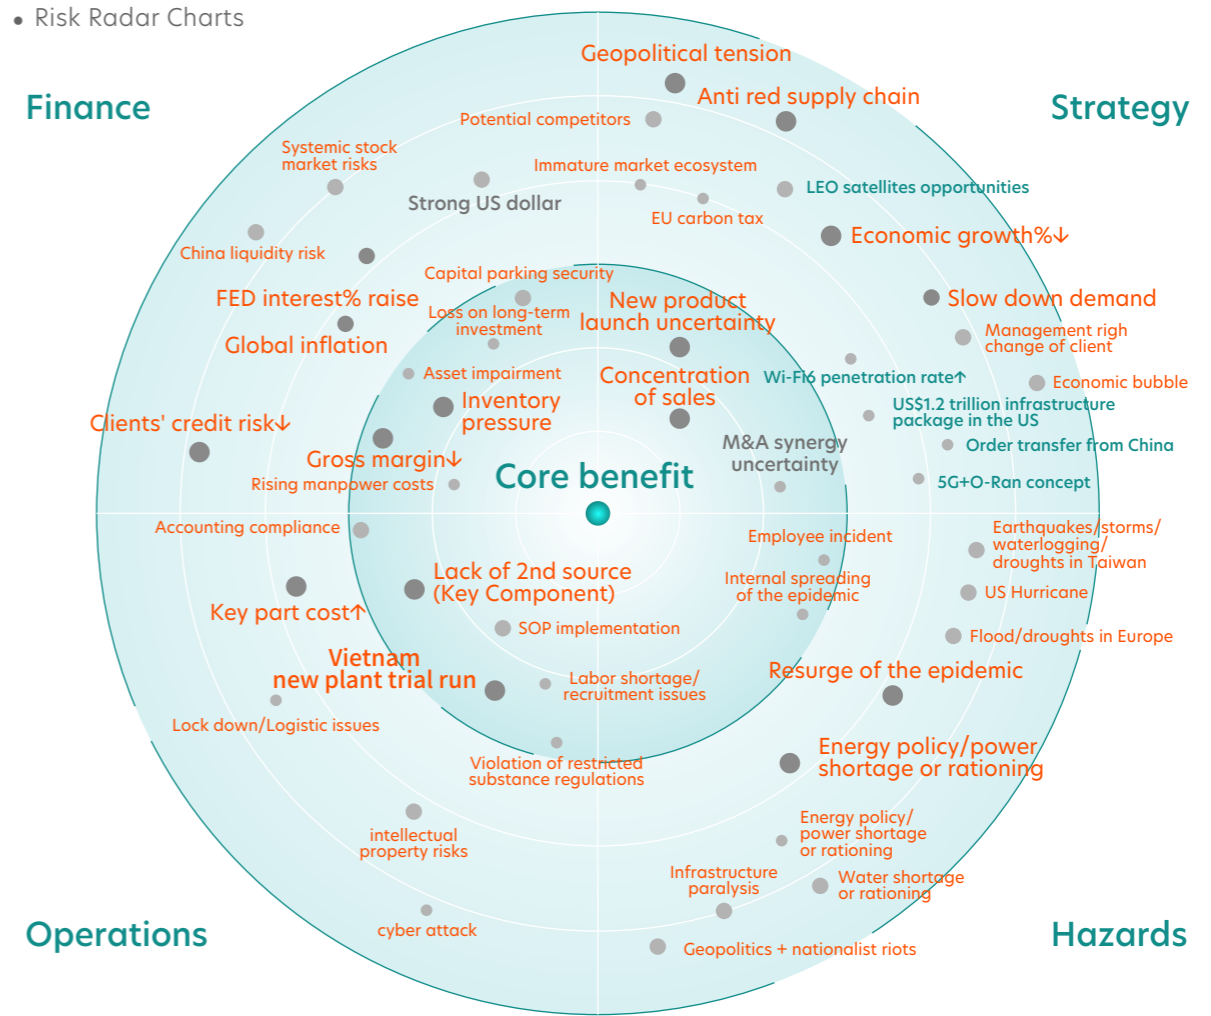 • Risk Radar Charts
Finance
Strategy
Geopolitical tension
Anti red supply chain
Potential competitors
Systemic stock
market risks
Immature market ecosystem
LEO satellites opportunities
Strong US dollar
EU carbon tax
China liquidity risk
Economic growth%↓
Capital parking security
FED interest% raise
Loss on long-term
investment
New product
launch uncertainty
Slow down demand
Global inflation
Management righ
change of client
Asset impairment
Concentration
of sales
Wi-Fi6 penetration rate↑
Economic bubble
Inventory
pressure
US$1.2 trillion infrastructure
package in the US
Clients' credit risk↓
M&A synergy
uncertainty
Order transfer from China
Gross margin↓
Rising manpower costs
Core benefit
5G+O-Ran concept
Accounting compliance
Employee incident
Earthquakes/storms/
waterlogging/
droughts in Taiwan
Lack of 2nd source
(Key Component)
Internal spreading
of the epidemic
US Hurricane
Key part cost↑
SOP implementation
Flood/droughts in Europe
Vietnam
new plant trial run
Labor shortage/
recruitment issues
Resurge of the epidemic
Lock down/Logistic issues
Violation of restricted
substance regulations
Energy policy/power
shortage or rationing
intellectual
property risks
Energy policy/
power shortage
or rationing
Infrastructure
paralysis
Water shortage
or rationing
cyber attack
Geopolitics + nationalist riots
Operations
Hazards